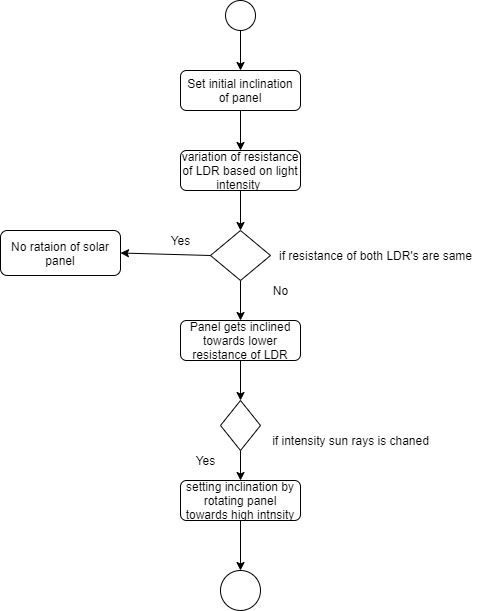 Set initial inclination
of panel
variation of resistance
of LDR based on light
intensity
Yes
No rataion of solar
panel
if resistance of both LDR's are same
No
Panel gets inclined
towards lower
resistance of LDR
if intensity sun rays is chaned
Yes
setting inclination by
rotating panel
towards high intnsity